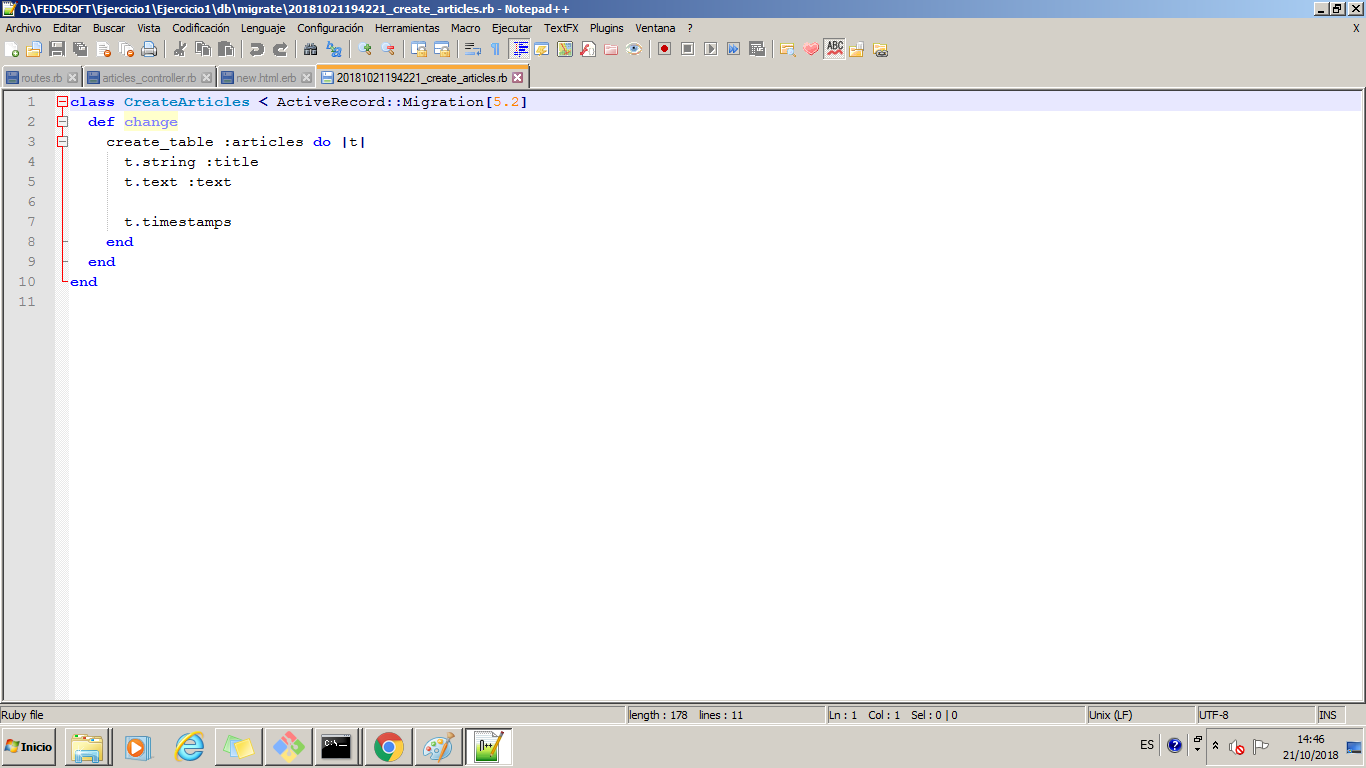 D:\FEDESOFT\Ejercicio1\Ejercicio1\db\migrate\20181021194221_create_articles.rb - Notepad++
Archivo Editar Buscar Vista Codificación Lenguaje Configuración Herramientas Macro Ejecutar TextFX Plugins Ventana ? X
ABC
routes.rb articles_controller.rb new.html.erb 20181021194221_create_articles.rb
1 class CreateArticles < ActiveRecord::Migration[5.2]
2 def change
3 create_table :articles do |t|
4 t.string :title
5 t.text :text
6
7 t.timestamps
8 end
9 end
10 end
11
Ruby file length : 178 lines : 11 Ln : 1 Col : 1 Sel : 0 | 0 Unix (LF) UTF-8 INS
Inicio C:\. ES ? 14:46
21/10/2018